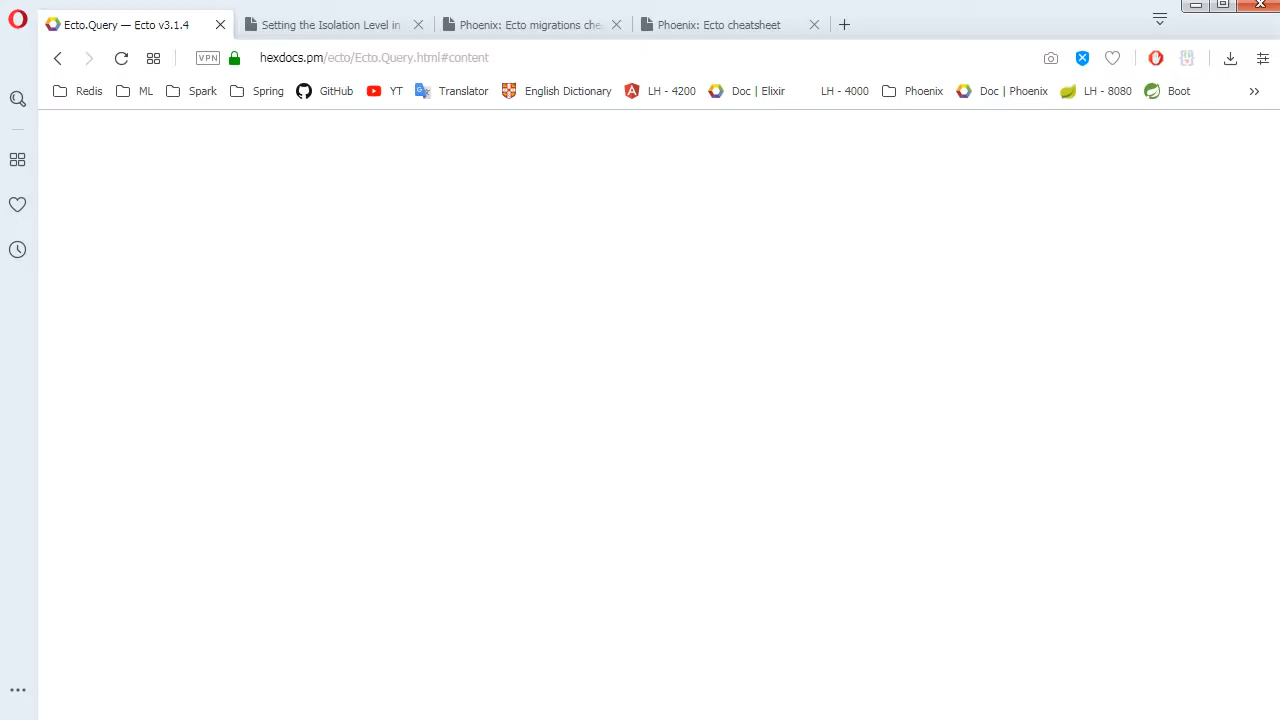 Ecto.Query — Ecto v3.1.4
Setting the Isolation Level in
Phoenix: Ecto migrations che
Phoenix: Ecto cheatsheet
VPN
hexdocs.pm/ecto/Ecto.Query.html#content
Redis
ML
Spark
Spring
GitHub
YT
Translator
English Dictionary
LH - 4200
Doc | Elixir
LH - 4000
Phoenix
Doc | Phoenix
LH - 8080
Boot